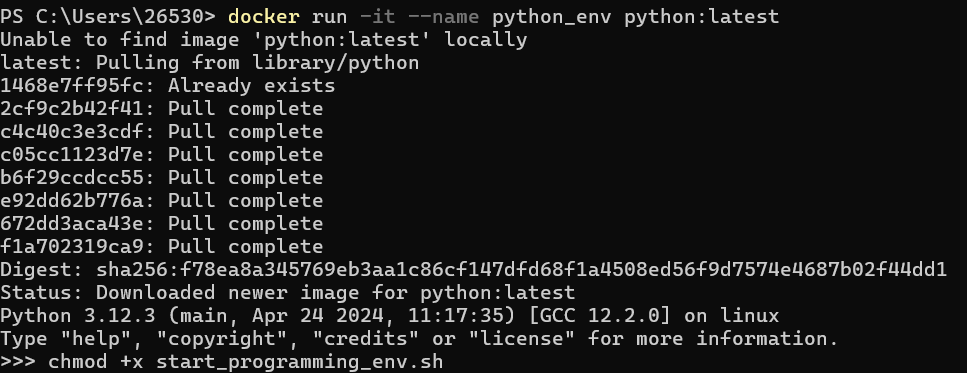 PS C:\Users\26530> docker run -it --name python_env python:latest
Unable to find image 'python:latest' locally
latest: Pulling from library/python
1468e7ff95fc: Already exists
2cf9c2b42f41: Pull complete
c4c40c3e3cdf: Pull complete
c05cc1123d7e: Pull complete
b6f29ccdcc55: Pull complete
e92dd62b776a: Pull complete
672dd3aca43e: Pull complete
f1a702319ca9: Pull complete
Digest: sha256:f78ea8a345769eb3aa1c86cf147dfd68f1a4508ed56f9d7574e4687b02f44dd1
Status: Downloaded newer image for python:latest
Python 3.12.3 (main, Apr 24 2024, 11:17:35) [GCC 12.2.0] on linux
Type "help", "copyright", "credits" or "license" for more information.
>>> chmod +x start_programming_env.sh